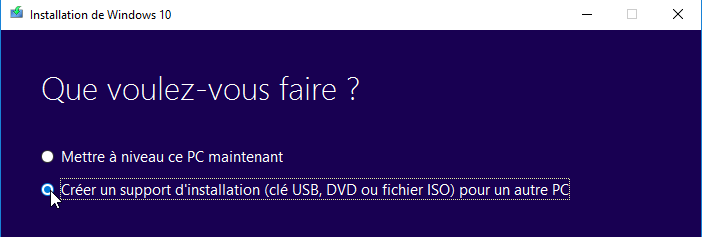 Installation de Windows 10
Que voulez-vous faire ?
Mettre à niveau ce PC maintenant
Créer un support d'installation (clé USB, DVD ou fichier ISO) pour un autre PC